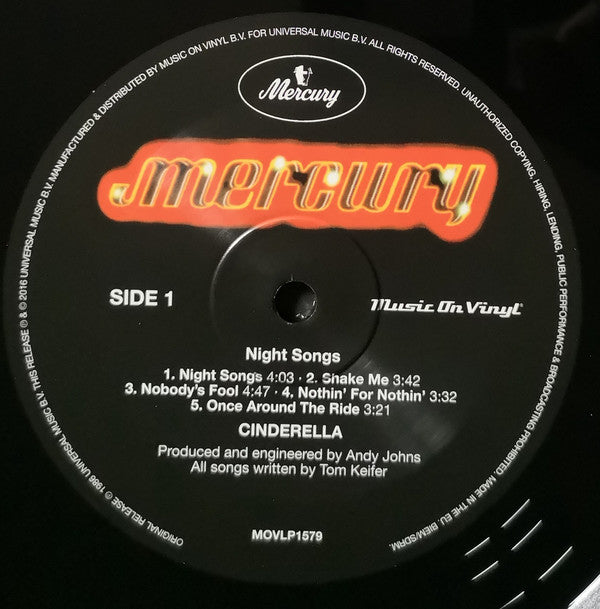 MANUFACTURED & DISTRIBUTED BY MUSIC ON VINYL B.V. FOR UNIVERSAL MUSIC B.V. ALL RIGHTS RESERVED. UNAUTHORIZED COPYING, HIRING, LENDING, PUBLIC PERFORMANCE & BROADCASTING PROHIBITED. MADE IN THE EU. BIEM/SDRM.
Mercury
mercury
SIDE 1
Music On Vinyl®
Night Songs
1. Night Songs 4:03 · 2. Shake Me 3:42
3. Nobody's Fool 4:47 · 4. Nothin' For Nothin' 3:32
5. Once Around The Ride 3:21
CINDERELLA
Produced and engineered by Andy Johns
All songs written by Tom Keifer
MOVLP1579
ORIGINAL RELEASE ℗ 1986 UNIVERSAL MUSIC B.V. THIS RELEASE ℗ & © 2016 UNIVERSAL MUSIC B.V.